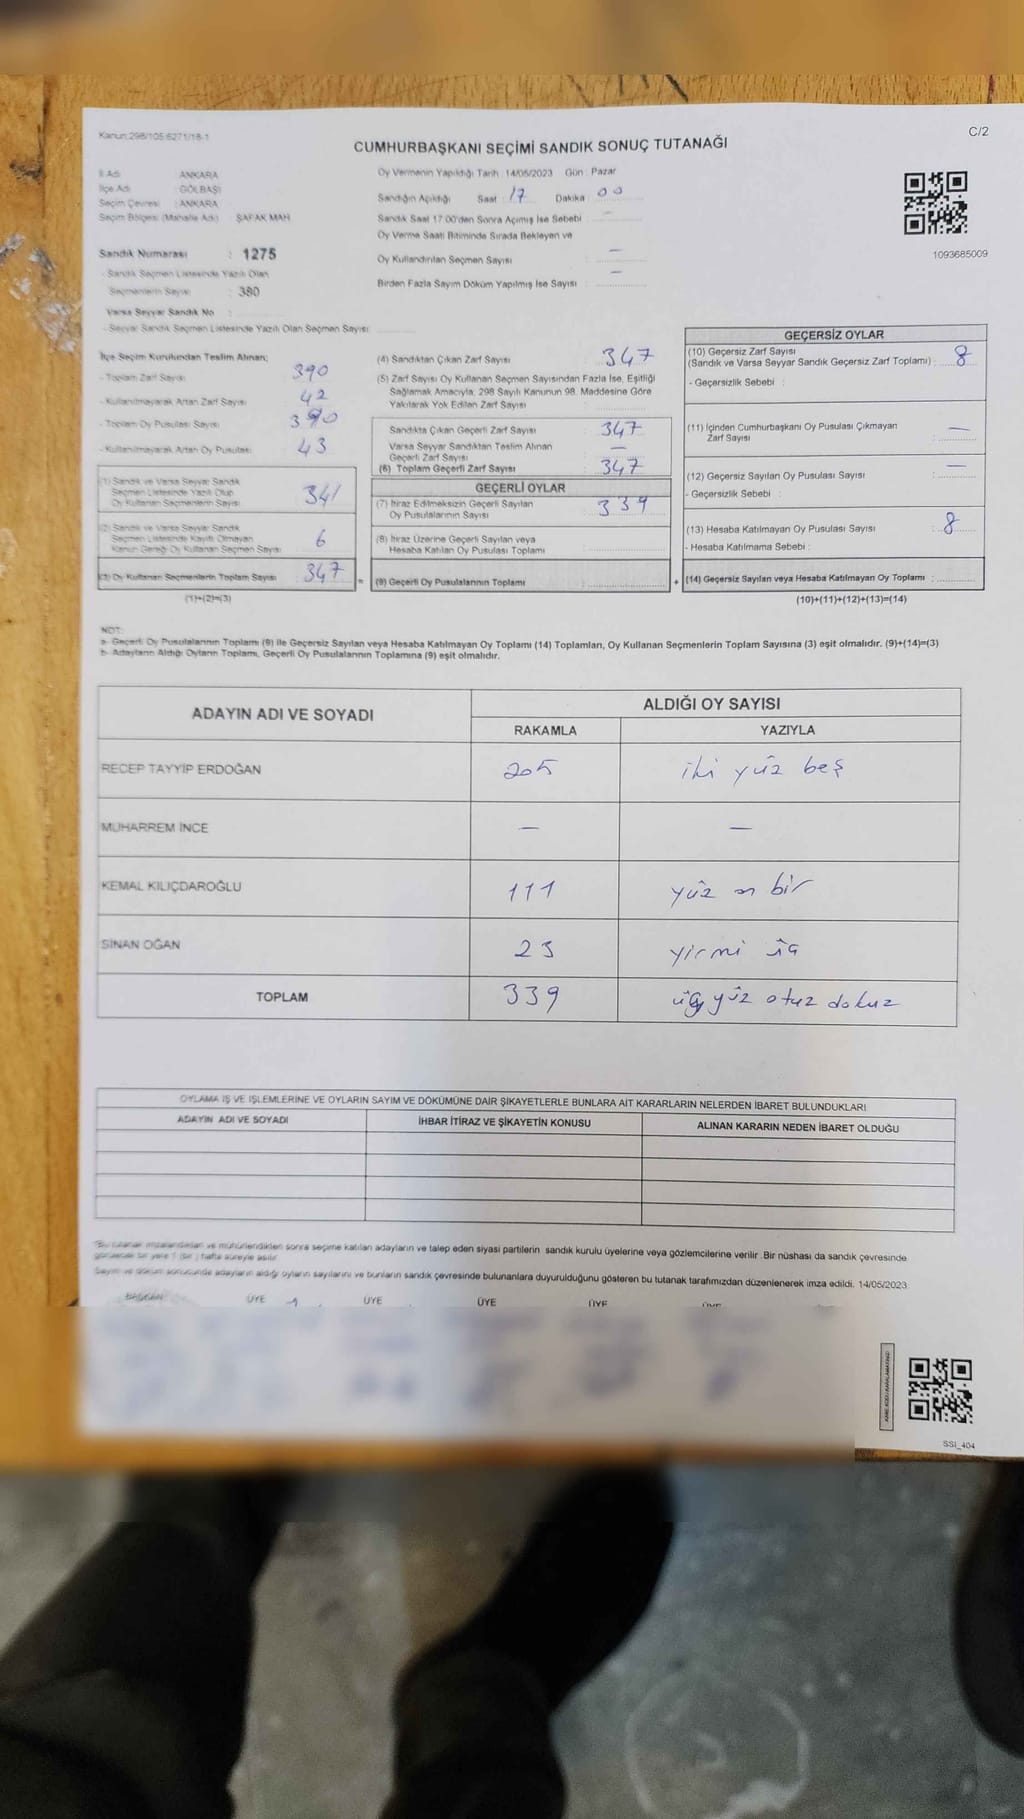 Kanun:298/105 6271/18-1
C/2
CUMHURBAŞKANI SEÇİMİ SANDIK SONUÇ TUTANAĞI
İl Adı : ANKARA
İlçe Adı : GÖLBAŞI
Seçim Çevresi : ANKARA
Seçim Bölgesi (Mahalle Adı) : ŞAFAK MAH
Sandık Numarası : 1275
- Sandık Seçmen Listesinde Yazılı Olan
Seçmenlerin Sayısı : 380
Varsa Seyyar Sandık No :
- Seyyar Sandık Seçmen Listesinde Yazılı Olan Seçmen Sayısı:
Oy Vermenin Yapıldığı Tarih : 14/05/2023 Gün : Pazar
Sandığın Açıldığı Saat : 17 Dakika : 00
Sandık Saat 17:00'den Sonra Açımış İse Sebebi : —
Oy Verme Saati Bitiminde Sırada Bekleyen ve
Oy Kullandırılan Seçmen Sayısı : —
Birden Fazla Sayım Döküm Yapılmış İse Sayısı : —
1093685009
İlçe Seçim Kurulundan Teslim Alınan;
- Toplam Zarf Sayısı 390
- Kullanılmayarak Artan Zarf Sayısı 42
- Toplam Oy Pusulası Sayısı 390
- Kullanılmayarak Artan Oy Pusulası 43
(1) Sandık ve Varsa Seyyar Sandık
Seçmen Listesinde Yazılı Olup
Oy Kullanan Seçmenlerin Sayısı 341
(2) Sandık ve Varsa Seyyar Sandık
Seçmen Listesinde Kayıtlı Olmayan
Kanun Gereği Oy Kullanan Seçmen Sayısı 6
(3) Oy Kullanan Seçmenlerin Toplam Sayısı : 347 =
(1)+(2)=(3)
(4) Sandıktan Çıkan Zarf Sayısı 347
(5) Zarf Sayısı Oy Kullanan Seçmen Sayısından Fazla İse, Eşitliği
Sağlamak Amacıyla, 298 Sayılı Kanunun 98. Maddesine Göre
Yakılarak Yok Edilen Zarf Sayısı :
Sandıkta Çıkan Geçerli Zarf Sayısı 347
Varsa Seyyar Sandıktan Teslim Alınan
Geçerli Zarf Sayısı —
(6) Toplam Geçerli Zarf Sayısı 347
GEÇERLİ OYLAR
(7) İtiraz Edilmeksizin Geçerli Sayılan
Oy Pusulalarının Sayısı 339
(8) İtiraz Üzerine Geçerli Sayılan veya
Hesaba Katılan Oy Pusulası Toplamı
(9) Geçerli Oy Pusulalarının Toplamı +
GEÇERSİZ OYLAR
(10) Geçersiz Zarf Sayısı
(Sandık ve Varsa Seyyar Sandık Geçersiz Zarf Toplamı) : 8
- Geçersizlik Sebebi :
(11) İçinden Cumhurbaşkanı Oy Pusulası Çıkmayan
Zarf Sayısı : —
(12) Geçersiz Sayılan Oy Pusulası Sayısı : —
- Geçersizlik Sebebi :
(13) Hesaba Katılmayan Oy Pusulası Sayısı : 8
- Hesaba Katılmama Sebebi :
(14) Geçersiz Sayılan veya Hesaba Katılmayan Oy Toplamı :
(10)+(11)+(12)+(13)=(14)
NOT:
a- Geçerli Oy Pusulalarının Toplamı (9) ile Geçersiz Sayılan veya Hesaba Katılmayan Oy Toplamı (14) Toplamları, Oy Kullanan Seçmenlerin Toplam Sayısına (3) eşit olmalıdır. (9)+(14)=(3)
b- Adayların Aldığı Oyların Toplamı, Geçerli Oy Pusulalarının Toplamına (9) eşit olmalıdır.
ADAYIN ADI VE SOYADI ALDIĞI OY SAYISI
RAKAMLA YAZIYLA
RECEP TAYYİP ERDOĞAN 205 iki yüz beş
MUHARREM İNCE — —
KEMAL KILIÇDAROĞLU 111 yüz on bir
SİNAN OĞAN 23 yirmi üç
TOPLAM 339 üç yüz otuz dokuz
OYLAMA İŞ VE İŞLEMLERİNE VE OYLARIN SAYIM VE DÖKÜMÜNE DAİR ŞİKAYETLERLE BUNLARA AİT KARARLARIN NELERDEN İBARET BULUNDUKLARI
ADAYIN ADI VE SOYADI İHBAR İTİRAZ VE ŞİKAYETİN KONUSU ALINAN KARARIN NEDEN İBARET OLDUĞU
*Bu tutanak imzalandıktan ve mühürlendikten sonra seçime katılan adayların ve talep eden siyasi partilerin sandık kurulu üyelerine veya gözlemcilerine verilir .Bir nüshası da sandık çevresinde
görülecek bir yere 1 (bir ) hafta süreyle asılır.
Sayım ve döküm sonucunda adayların aldığı oyların sayılarını ve bunların sandık çevresinde bulunanlara duyurulduğunu gösteren bu tutanak tarafımızdan düzenlenerek imza edildi. 14/05/2023
BAŞKAN ÜYE ÜYE ÜYE ÜYE ÜYE
SSI_404